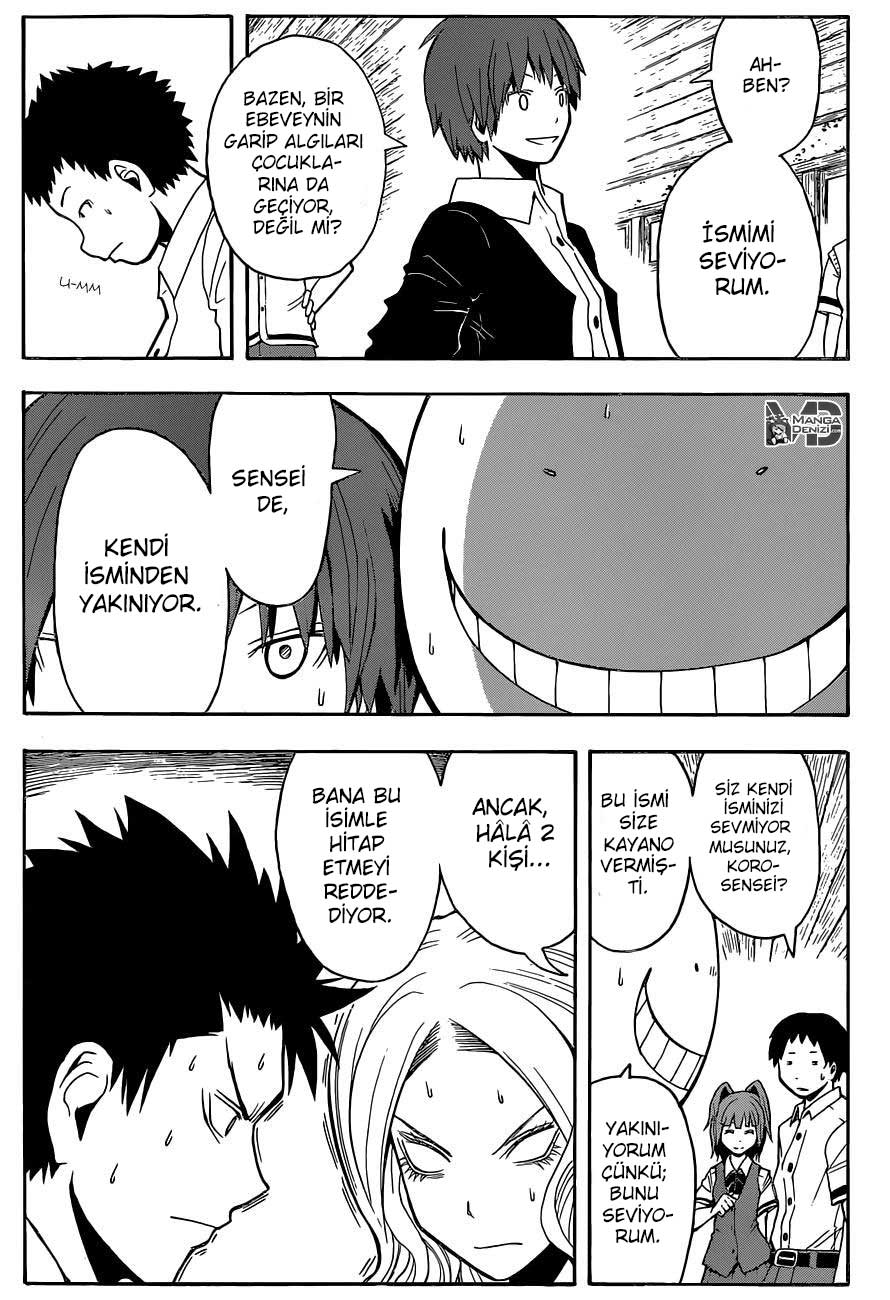 AH-
BEN?
İSMİMİ
SEVİYO-
RUM.
BAZEN, BİR
EBEVEYNİN
GARİP ALGILARI
ÇOCUKLA-
RINA DA
GEÇİYOR,
DEĞİL Mİ?
U-MM
MANGA
DENİZİ
SENSEİ
DE,
KENDİ
İSMİNDEN
YAKINIYOR.
SİZ KENDİ
İSMİNİZİ
SEVMİYOR
MUSUNUZ,
KORO-
SENSEİ?
BU İSMİ
SİZE
KAYANO
VERMİŞ-
Tİ.
YAKINI-
YORUM
ÇÜNKÜ;
BUNU
SEVİYO-
RUM.
ANCAK,
HÂLÂ 2
KİŞİ...
BANA BU
İSİMLE
HİTAP
ETMEYİ
REDDE-
DİYOR.